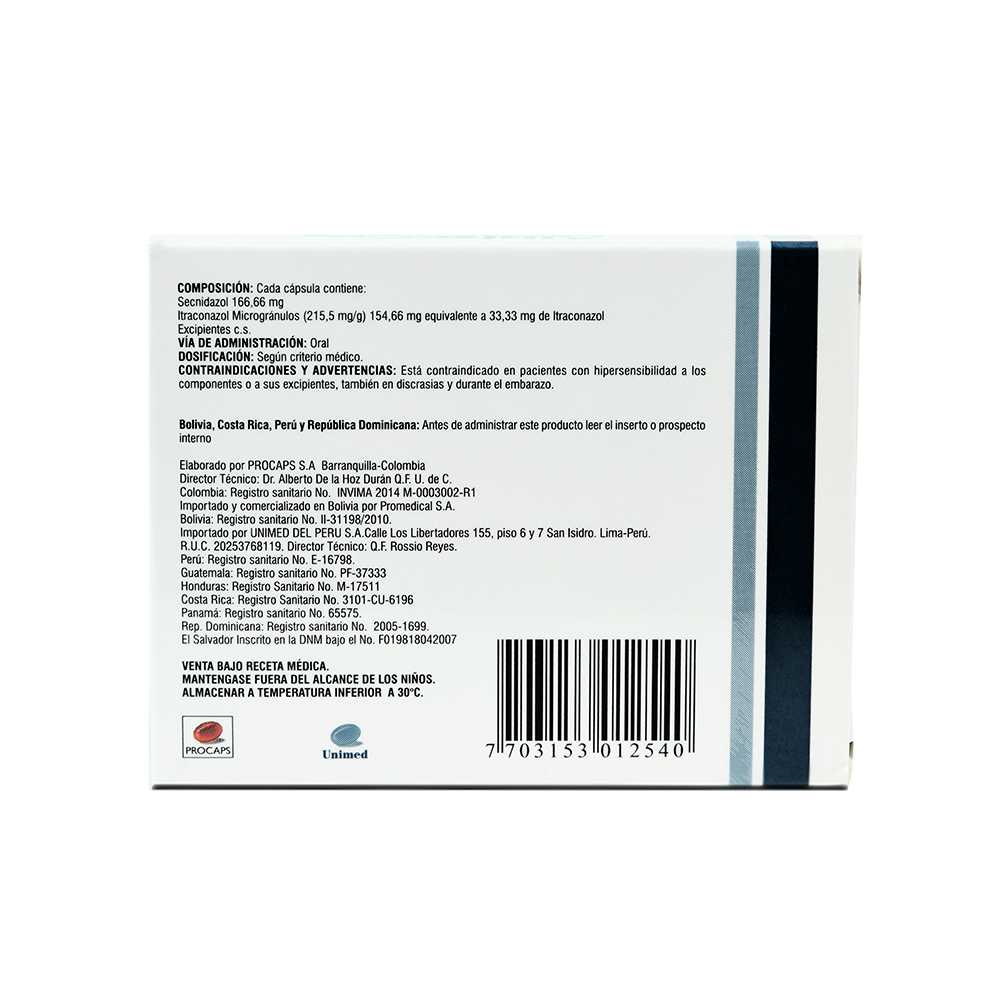 COMPOSICIÓN: Cada cápsula contiene:
Secnidazol 166,66 mg
Itraconazol Microgránulos (215,5 mg/g) 154,66 mg equivalente a 33,33 mg de Itraconazol
Excipientes c.s.
VÍA DE ADMINISTRACIÓN: Oral
DOSIFICACIÓN: Según criterio médico.
CONTRAINDICACIONES Y ADVERTENCIAS: Está contraindicado en pacientes con hipersensibilidad a los
componentes o a sus excipientes, también en discrasias y durante el embarazo.
Bolivia, Costa Rica, Perú y República Dominicana: Antes de administrar este producto leer el inserto o prospecto
interno
Elaborado por PROCAPS S.A Barranquilla-Colombia
Director Técnico: Dr. Alberto De la Hoz Durán Q.F. U. de C.
Colombia: Registro sanitario No. INVIMA 2014 M-0003002-R1
Importado y comercializado en Bolivia por Promedical S.A.
Bolivia: Registro sanitario No. II-31198/2010.
Importado por UNIMED DEL PERU S.A.Calle Los Libertadores 155, piso 6 y 7 San Isidro. Lima-Perú.
R.U.C. 20253768119. Director Técnico: Q.F. Rossio Reyes.
Perú: Registro sanitario No. E-16798.
Guatemala: Registro sanitario No. PF-37333
Honduras: Registro sanitario No. M-17511
Costa Rica: Registro Sanitario No. 3101-CU-6196
Panamá: Registro sanitario No. 65575.
Rep. Dominicana: Registro sanitario No. 2005-1699.
El Salvador Inscrito en la DNM bajo el No. F019818042007
VENTA BAJO RECETA MÉDICA.
MANTENGASE FUERA DEL ALCANCE DE LOS NIÑOS.
ALMACENAR A TEMPERATURA INFERIOR A 30ºC.
PROCAPS
Unimed
7 703153 012540